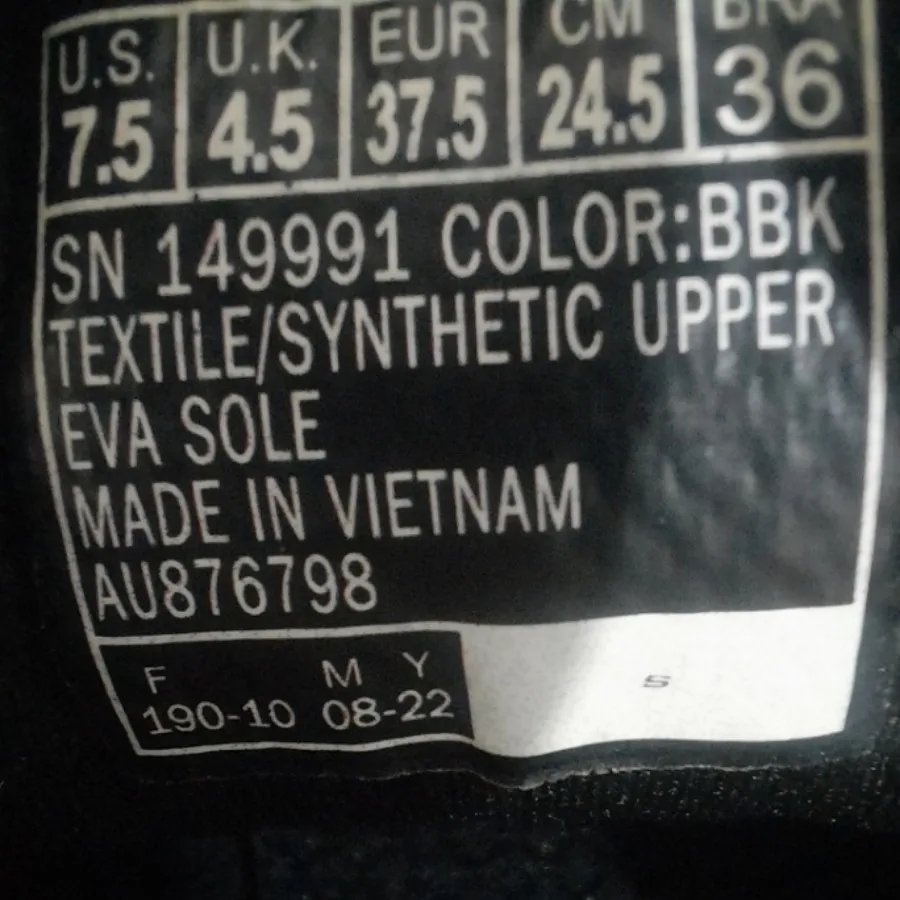 U.S. U.K. EUR CM BRA
7.5 4.5 37.5 24.5 36
SN 149991 COLOR:BBK
TEXTILE/SYNTHETIC UPPER
EVA SOLE
MADE IN VIETNAM
AU876798
F M Y
190-10 08-22
S